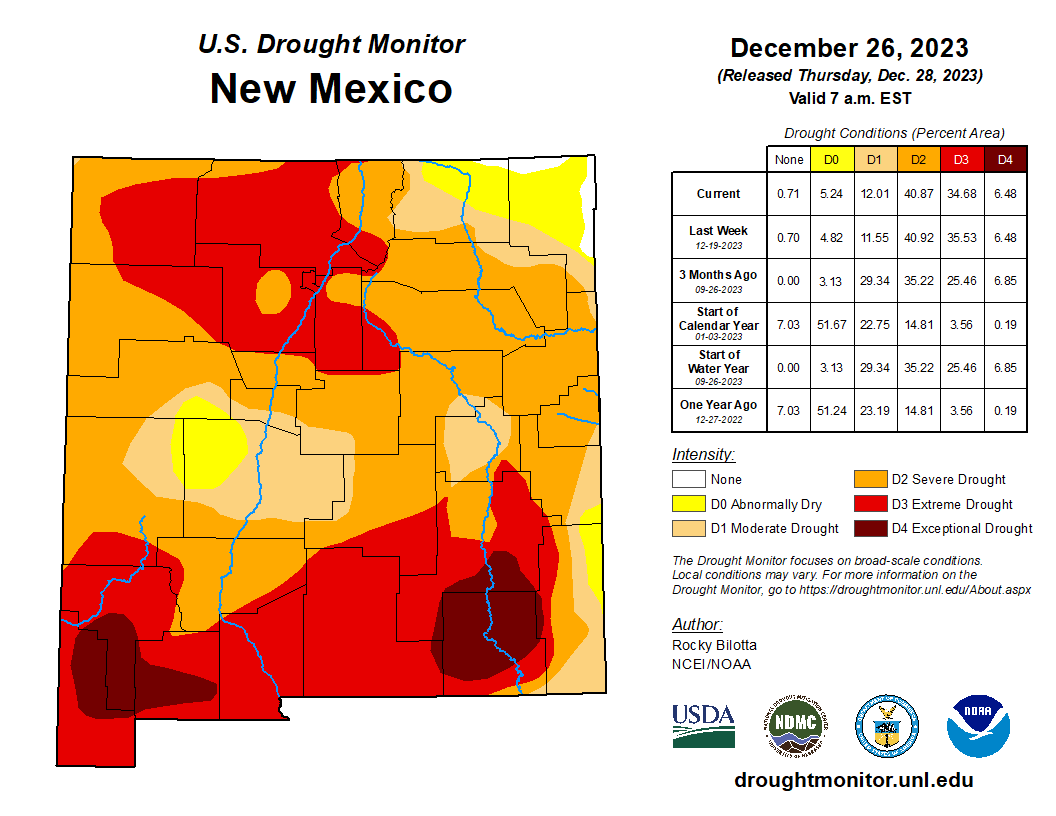 U.S. Drought Monitor
New Mexico
December 26, 2023
(Released Thursday, Dec. 28, 2023)
Valid 7 a.m. EST
Drought Conditions (Percent Area)
None D0 D1 D2 D3 D4
Current 0.71 5.24 12.01 40.87 34.68 6.48
Last Week
12-19-2023
0.70 4.82 11.55 40.92 35.53 6.48
3 Months Ago
09-26-2023
0.00 3.13 29.34 35.22 25.46 6.85
Start of
Calendar Year
01-03-2023
7.03 51.67 22.75 14.81 3.56 0.19
Start of
Water Year
09-26-2023
0.00 3.13 29.34 35.22 25.46 6.85
One Year Ago
12-27-2022
7.03 51.24 23.19 14.81 3.56 0.19
Intensity:
None
D0 Abnormally Dry
D1 Moderate Drought
D2 Severe Drought
D3 Extreme Drought
D4 Exceptional Drought
The Drought Monitor focuses on broad-scale conditions.
Local conditions may vary. For more information on the
Drought Monitor, go to https://droughtmonitor.unl.edu/About.aspx
Author:
Rocky Bilotta
NCEI/NOAA
USDA
NDMC
NOAA
droughtmonitor.unl.edu